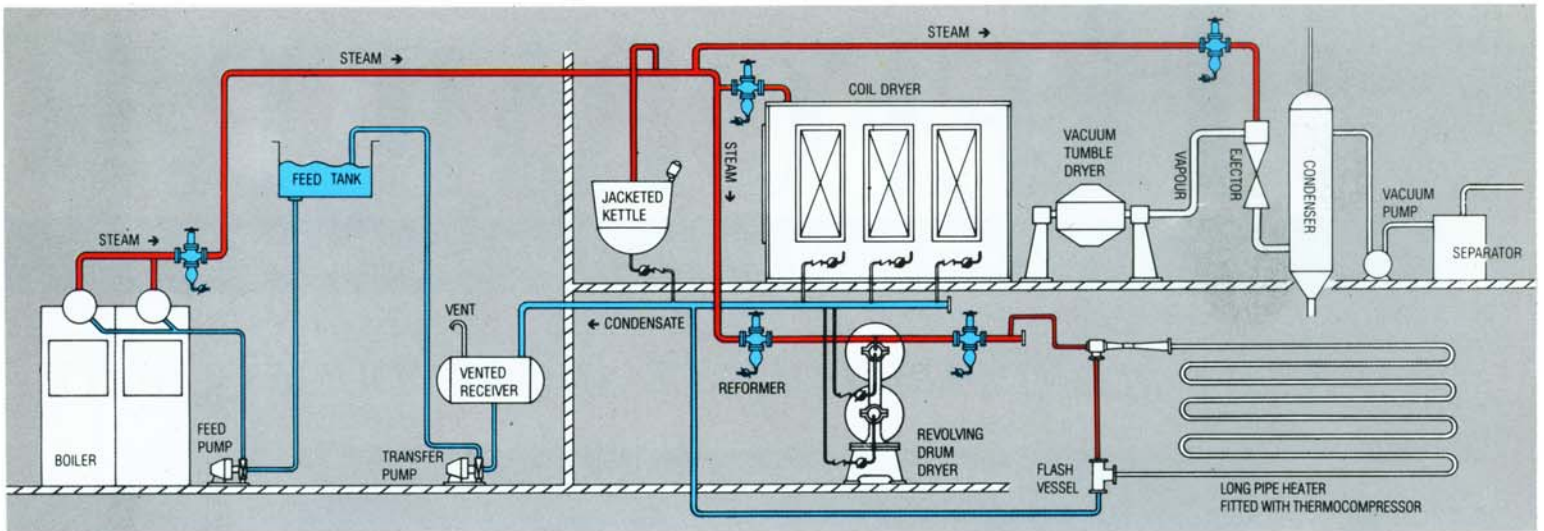 STEAM →
STEAM →
COIL DRYER
FEED TANK
JACKETED
KETTLE
STEAM →
VACUUM
TUMBLE
DRYER
VAPOUR
EJECTOR
CONDENSER
VACUUM
PUMP
SEPARATOR
STEAM →
VENT
← CONDENSATE
VENTED
RECEIVER
REFORMER
BOILER
FEED
PUMP
TRANSFER
PUMP
REVOLVING
DRUM
DRYER
FLASH
VESSEL
LONG PIPE HEATER
FITTED WITH THERMOCOMPRESSOR